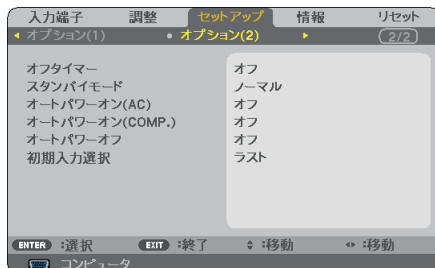 入力端子 調整 セットアップ 情報 リセット
オプション(1) オプション(2) 2/2
オフタイマー オフ
スタンバイモード ノーマル
オートパワーオン(AC) オフ
オートパワーオン(COMP.) オフ
オートパワーオフ オフ
初期入力選択 ラスト
ENTER :選択 EXIT :終了 :移動 :移動
コンピュータ